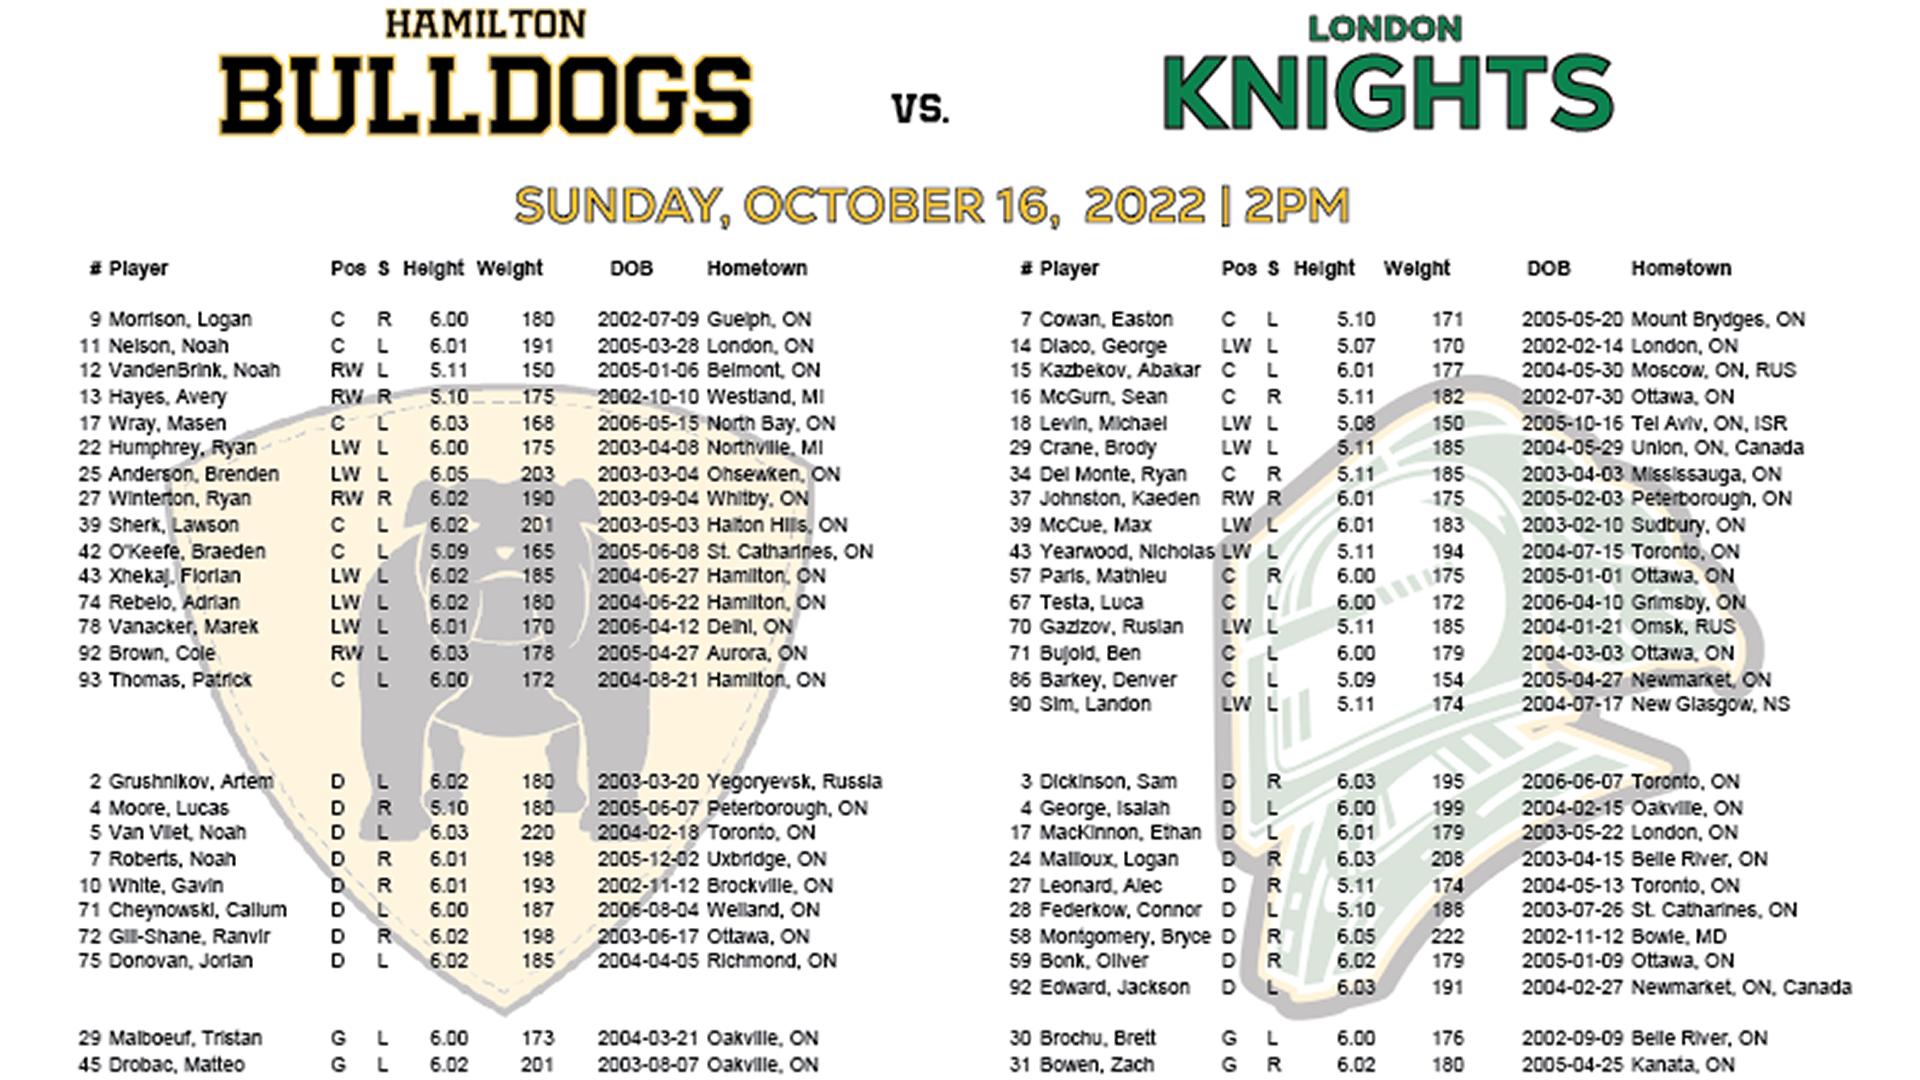 HAMILTON
BULLDOGS
VS.
LONDON
KNIGHTS
SUNDAY, OCTOBER 16, 2022 | 2PM
# Player Pos S Height Weight DOB Hometown
9 Morrison, Logan C R 6.00 180 2002-07-09 Guelph, ON
11 Nelson, Noah C L 6.01 191 2005-03-28 London, ON
12 VandenBrink, Noah RW L 5.11 150 2005-01-06 Belmont, ON
13 Hayes, Avery RW R 5.10 175 2002-10-10 Westland, MI
17 Wray, Masen C L 6.03 168 2006-05-15 North Bay, ON
22 Humphrey, Ryan LW L 6.00 175 2003-04-08 Northville, MI
25 Anderson, Brenden LW L 6.05 203 2003-03-04 Ohsewken, ON
27 Winterton, Ryan RW R 6.02 190 2003-09-04 Whitby, ON
39 Sherk, Lawson C L 6.02 201 2003-05-03 Halton Hills, ON
42 O'Keefe, Braeden C L 5.09 165 2005-06-08 St. Catharines, ON
43 Xhekaj, Florian LW L 6.02 185 2004-06-27 Hamilton, ON
74 Rebelo, Adrian LW L 6.02 180 2004-06-22 Hamilton, ON
78 Vanacker, Marek LW L 6.01 170 2006-04-12 Delhi, ON
92 Brown, Cole RW L 6.03 178 2005-04-27 Aurora, ON
93 Thomas, Patrick C L 6.00 172 2004-08-21 Hamilton, ON
2 Grushnikov, Artem D L 6.02 180 2003-03-20 Yegoryevsk, Russia
4 Moore, Lucas D R 5.10 180 2005-06-07 Peterborough, ON
5 Van Vliet, Noah D L 6.03 220 2004-02-18 Toronto, ON
7 Roberts, Noah D R 6.01 198 2005-12-02 Uxbridge, ON
10 White, Gavin D R 6.01 193 2002-11-12 Brockville, ON
71 Cheynowski, Callum D L 6.00 187 2006-08-04 Welland, ON
72 Gill-Shane, Ranvir D R 6.02 198 2003-06-17 Ottawa, ON
75 Donovan, Jorian D L 6.02 185 2004-04-05 Richmond, ON
29 Malboeuf, Tristan G L 6.00 173 2004-03-21 Oakville, ON
45 Drobac, Matteo G L 6.02 201 2003-08-07 Oakville, ON
# Player Pos S Height Weight DOB Hometown
7 Cowan, Easton C L 5.10 171 2005-05-20 Mount Brydges, ON
14 Diaco, George LW L 5.07 170 2002-02-14 London, ON
15 Kazbekov, Abakar C L 6.01 177 2004-05-30 Moscow, ON, RUS
16 McGurn, Sean C R 5.11 182 2002-07-30 Ottawa, ON
18 Levin, Michael LW L 5.08 150 2005-10-16 Tel Aviv, ON, ISR
29 Crane, Brody LW L 5.11 185 2004-05-29 Union, ON, Canada
34 Del Monte, Ryan C R 5.11 185 2003-04-03 Mississauga, ON
37 Johnston, Kaeden RW R 6.01 175 2005-02-03 Peterborough, ON
39 McCue, Max LW L 6.01 183 2003-02-10 Sudbury, ON
43 Yearwood, Nicholas LW L 5.11 194 2004-07-15 Toronto, ON
57 Paris, Mathieu C R 6.00 175 2005-01-01 Ottawa, ON
67 Testa, Luca C L 6.00 172 2006-04-10 Grimsby, ON
70 Gazizov, Ruslan LW L 5.11 185 2004-01-21 Omsk, RUS
71 Bujold, Ben C L 6.00 179 2004-03-03 Ottawa, ON
86 Barkey, Denver C L 5.09 154 2005-04-27 Newmarket, ON
90 Sim, Landon LW L 5.11 174 2004-07-17 New Glasgow, NS
3 Dickinson, Sam D R 6.03 195 2006-06-07 Toronto, ON
4 George, Isaiah D L 6.00 199 2004-02-15 Oakville, ON
17 MacKinnon, Ethan D L 6.01 179 2003-05-22 London, ON
24 Mailloux, Logan D R 6.03 208 2003-04-15 Belle River, ON
27 Leonard, Alec D R 5.11 174 2004-05-13 Toronto, ON
28 Federkow, Connor D L 5.10 188 2003-07-26 St. Catharines, ON
58 Montgomery, Bryce D R 6.05 222 2002-11-12 Bowie, MD
59 Bonk, Oliver D R 6.02 179 2005-01-09 Ottawa, ON
92 Edward, Jackson D L 6.03 191 2004-02-27 Newmarket, ON, Canada
30 Brochu, Brett G L 6.00 176 2002-09-09 Belle River, ON
31 Bowen, Zach G R 6.02 180 2005-04-25 Kanata, ON